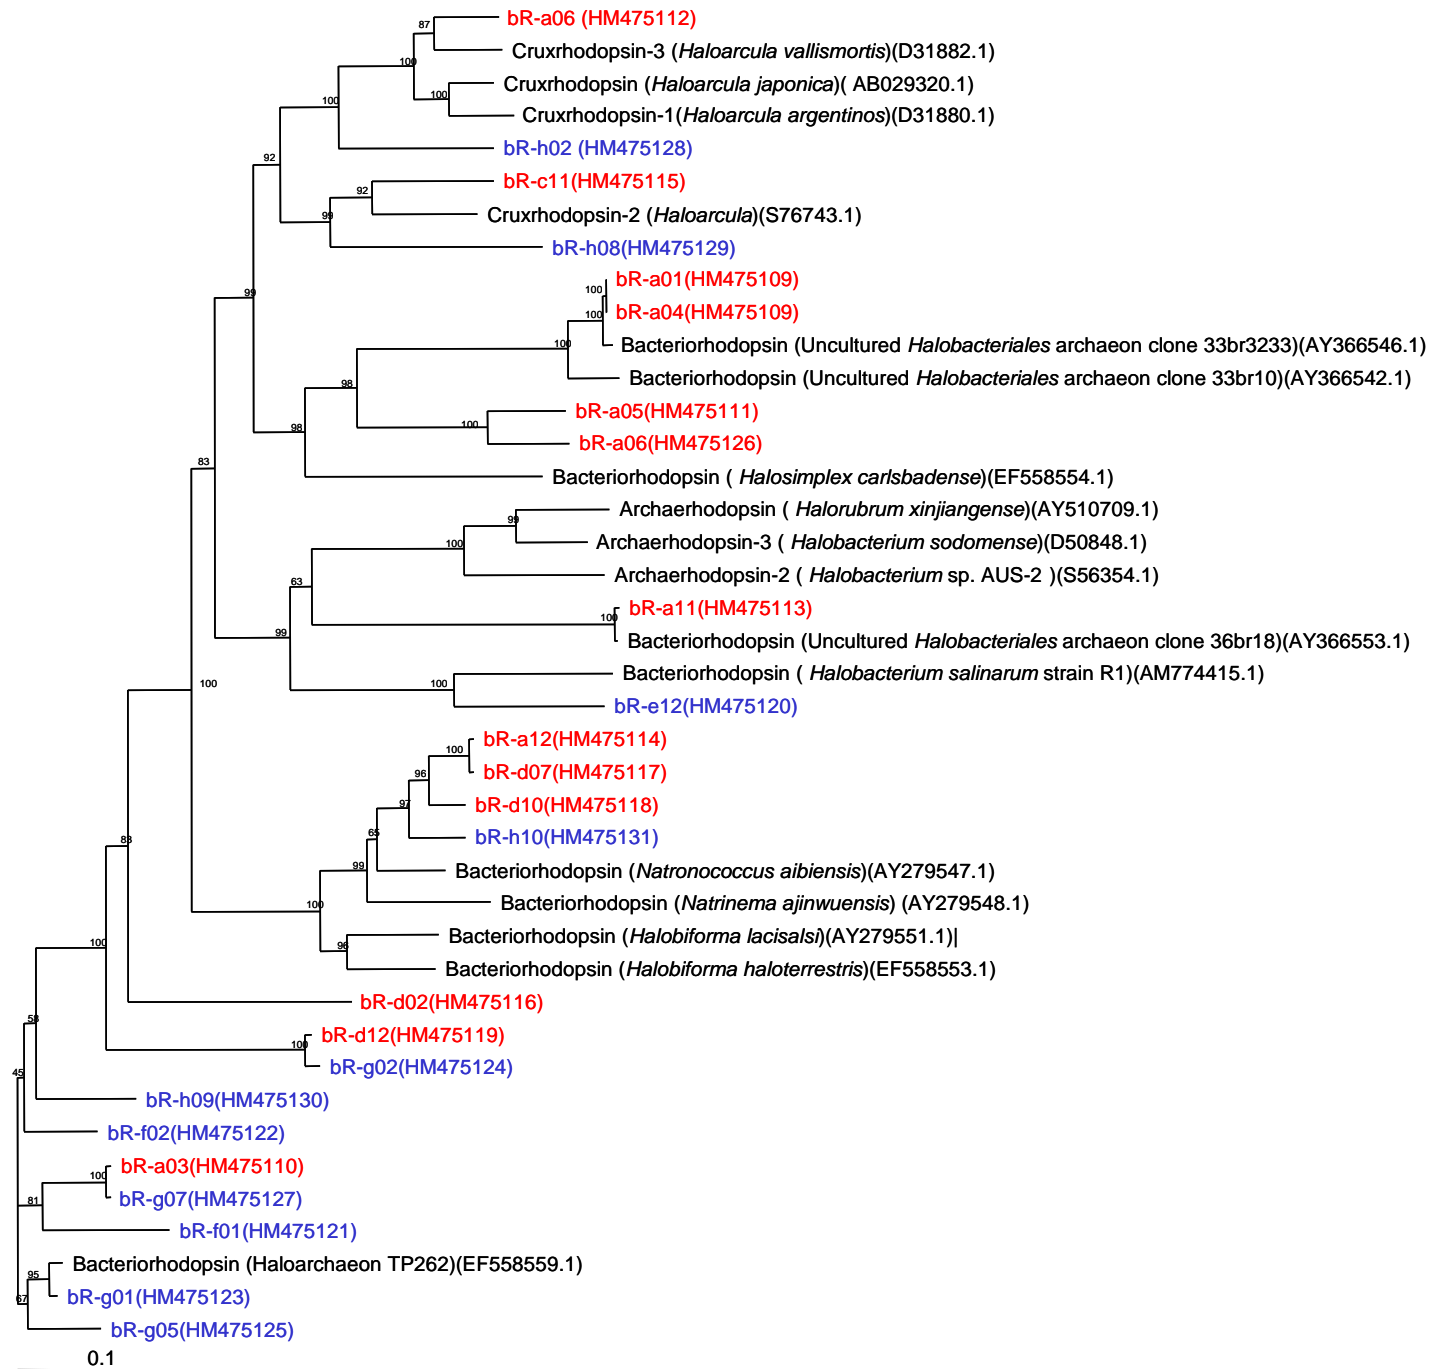 87
bR-a06 (HM475112)
Cruxrhodopsin-3 (Haloarcula vallismortis)(D31882.1)
100
Cruxrhodopsin (Haloarcula japonica)( AB029320.1)
100
100
Cruxrhodopsin-1(Haloarcula argentinos)(D31880.1)
bR-h02 (HM475128)
92
bR-c11(HM475115)
92
99
Cruxrhodopsin-2 (Haloarcula)(S76743.1)
bR-h08(HM475129)
99
100
bR-a01(HM475109)
100
bR-a04(HM475109)
100
Bacteriorhodopsin (Uncultured Halobacteriales archaeon clone 33br3233)(AY366546.1)
98
Bacteriorhodopsin (Uncultured Halobacteriales archaeon clone 33br10)(AY366542.1)
bR-a05(HM475111)
98
100
bR-a06(HM475126)
83
Bacteriorhodopsin ( Halosimplex carlsbadense)(EF558554.1)
Archaerhodopsin ( Halorubrum xinjiangense)(AY510709.1)
99
100
Archaerhodopsin-3 ( Halobacterium sodomense)(D50848.1)
Archaerhodopsin-2 ( Halobacterium sp. AUS-2 )(S56354.1)
63
bR-a11(HM475113)
100
99
Bacteriorhodopsin (Uncultured Halobacteriales archaeon clone 36br18)(AY366553.1)
Bacteriorhodopsin ( Halobacterium salinarum strain R1)(AM774415.1)
100
100
bR-e12(HM475120)
bR-a12(HM475114)
100
bR-d07(HM475117)
96
bR-d10(HM475118)
97
bR-h10(HM475131)
65
83
Bacteriorhodopsin (Natronococcus aibiensis)(AY279547.1)
99
Bacteriorhodopsin (Natrinema ajinwuensis) (AY279548.1)
100
Bacteriorhodopsin (Halobiforma lacisalsi)(AY279551.1)|
96
100
Bacteriorhodopsin (Halobiforma haloterrestris)(EF558553.1)
bR-d02(HM475116)
58
bR-d12(HM475119)
100
bR-g02(HM475124)
45
bR-h09(HM475130)
bR-f02(HM475122)
bR-a03(HM475110)
100
bR-g07(HM475127)
81
bR-f01(HM475121)
Bacteriorhodopsin (Haloarchaeon TP262)(EF558559.1)
95
bR-g01(HM475123)
67
bR-g05(HM475125)
0.1